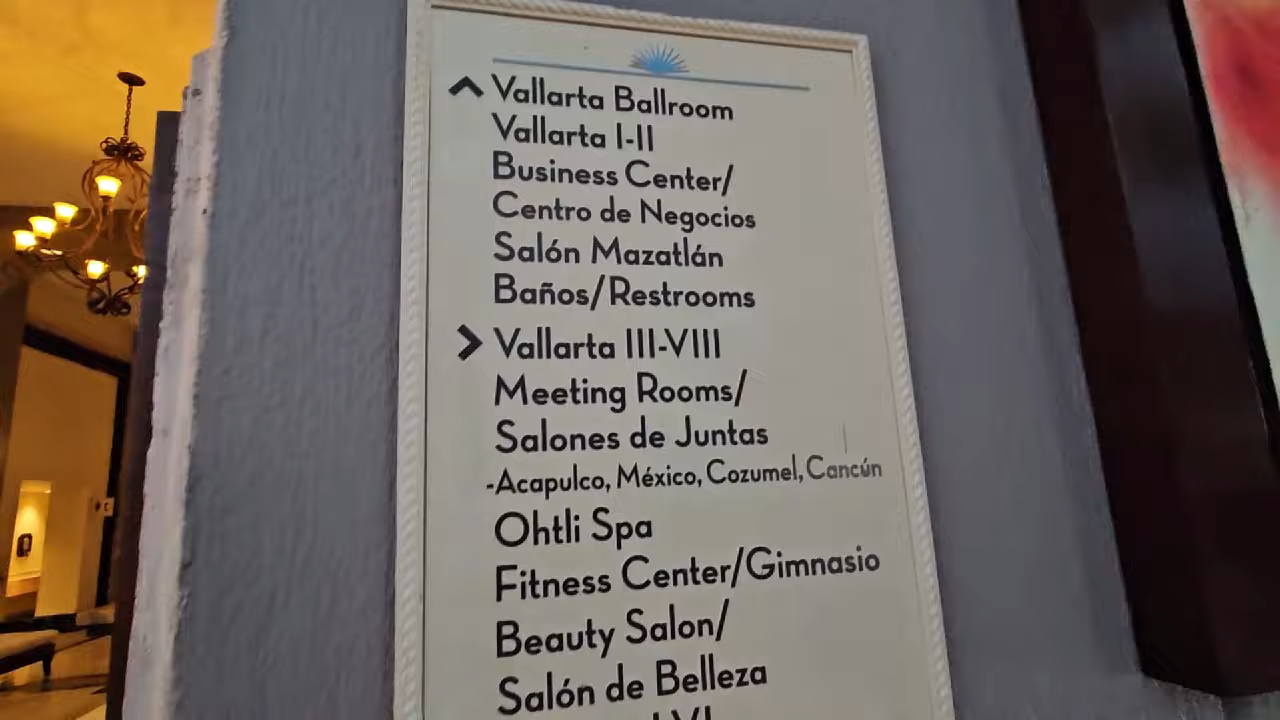 Vallarta Ballroom
Vallarta I-II
Business Center/
Centro de Negocios
Salón Mazatlán
Baños/Restrooms
Vallarta III-VIII
Meeting Rooms/
Salones de Juntas
-Acapulco, México, Cozumel, Cancún
Ohtli Spa
Fitness Center/Gimnasio
Beauty Salon/
Salón de Belleza